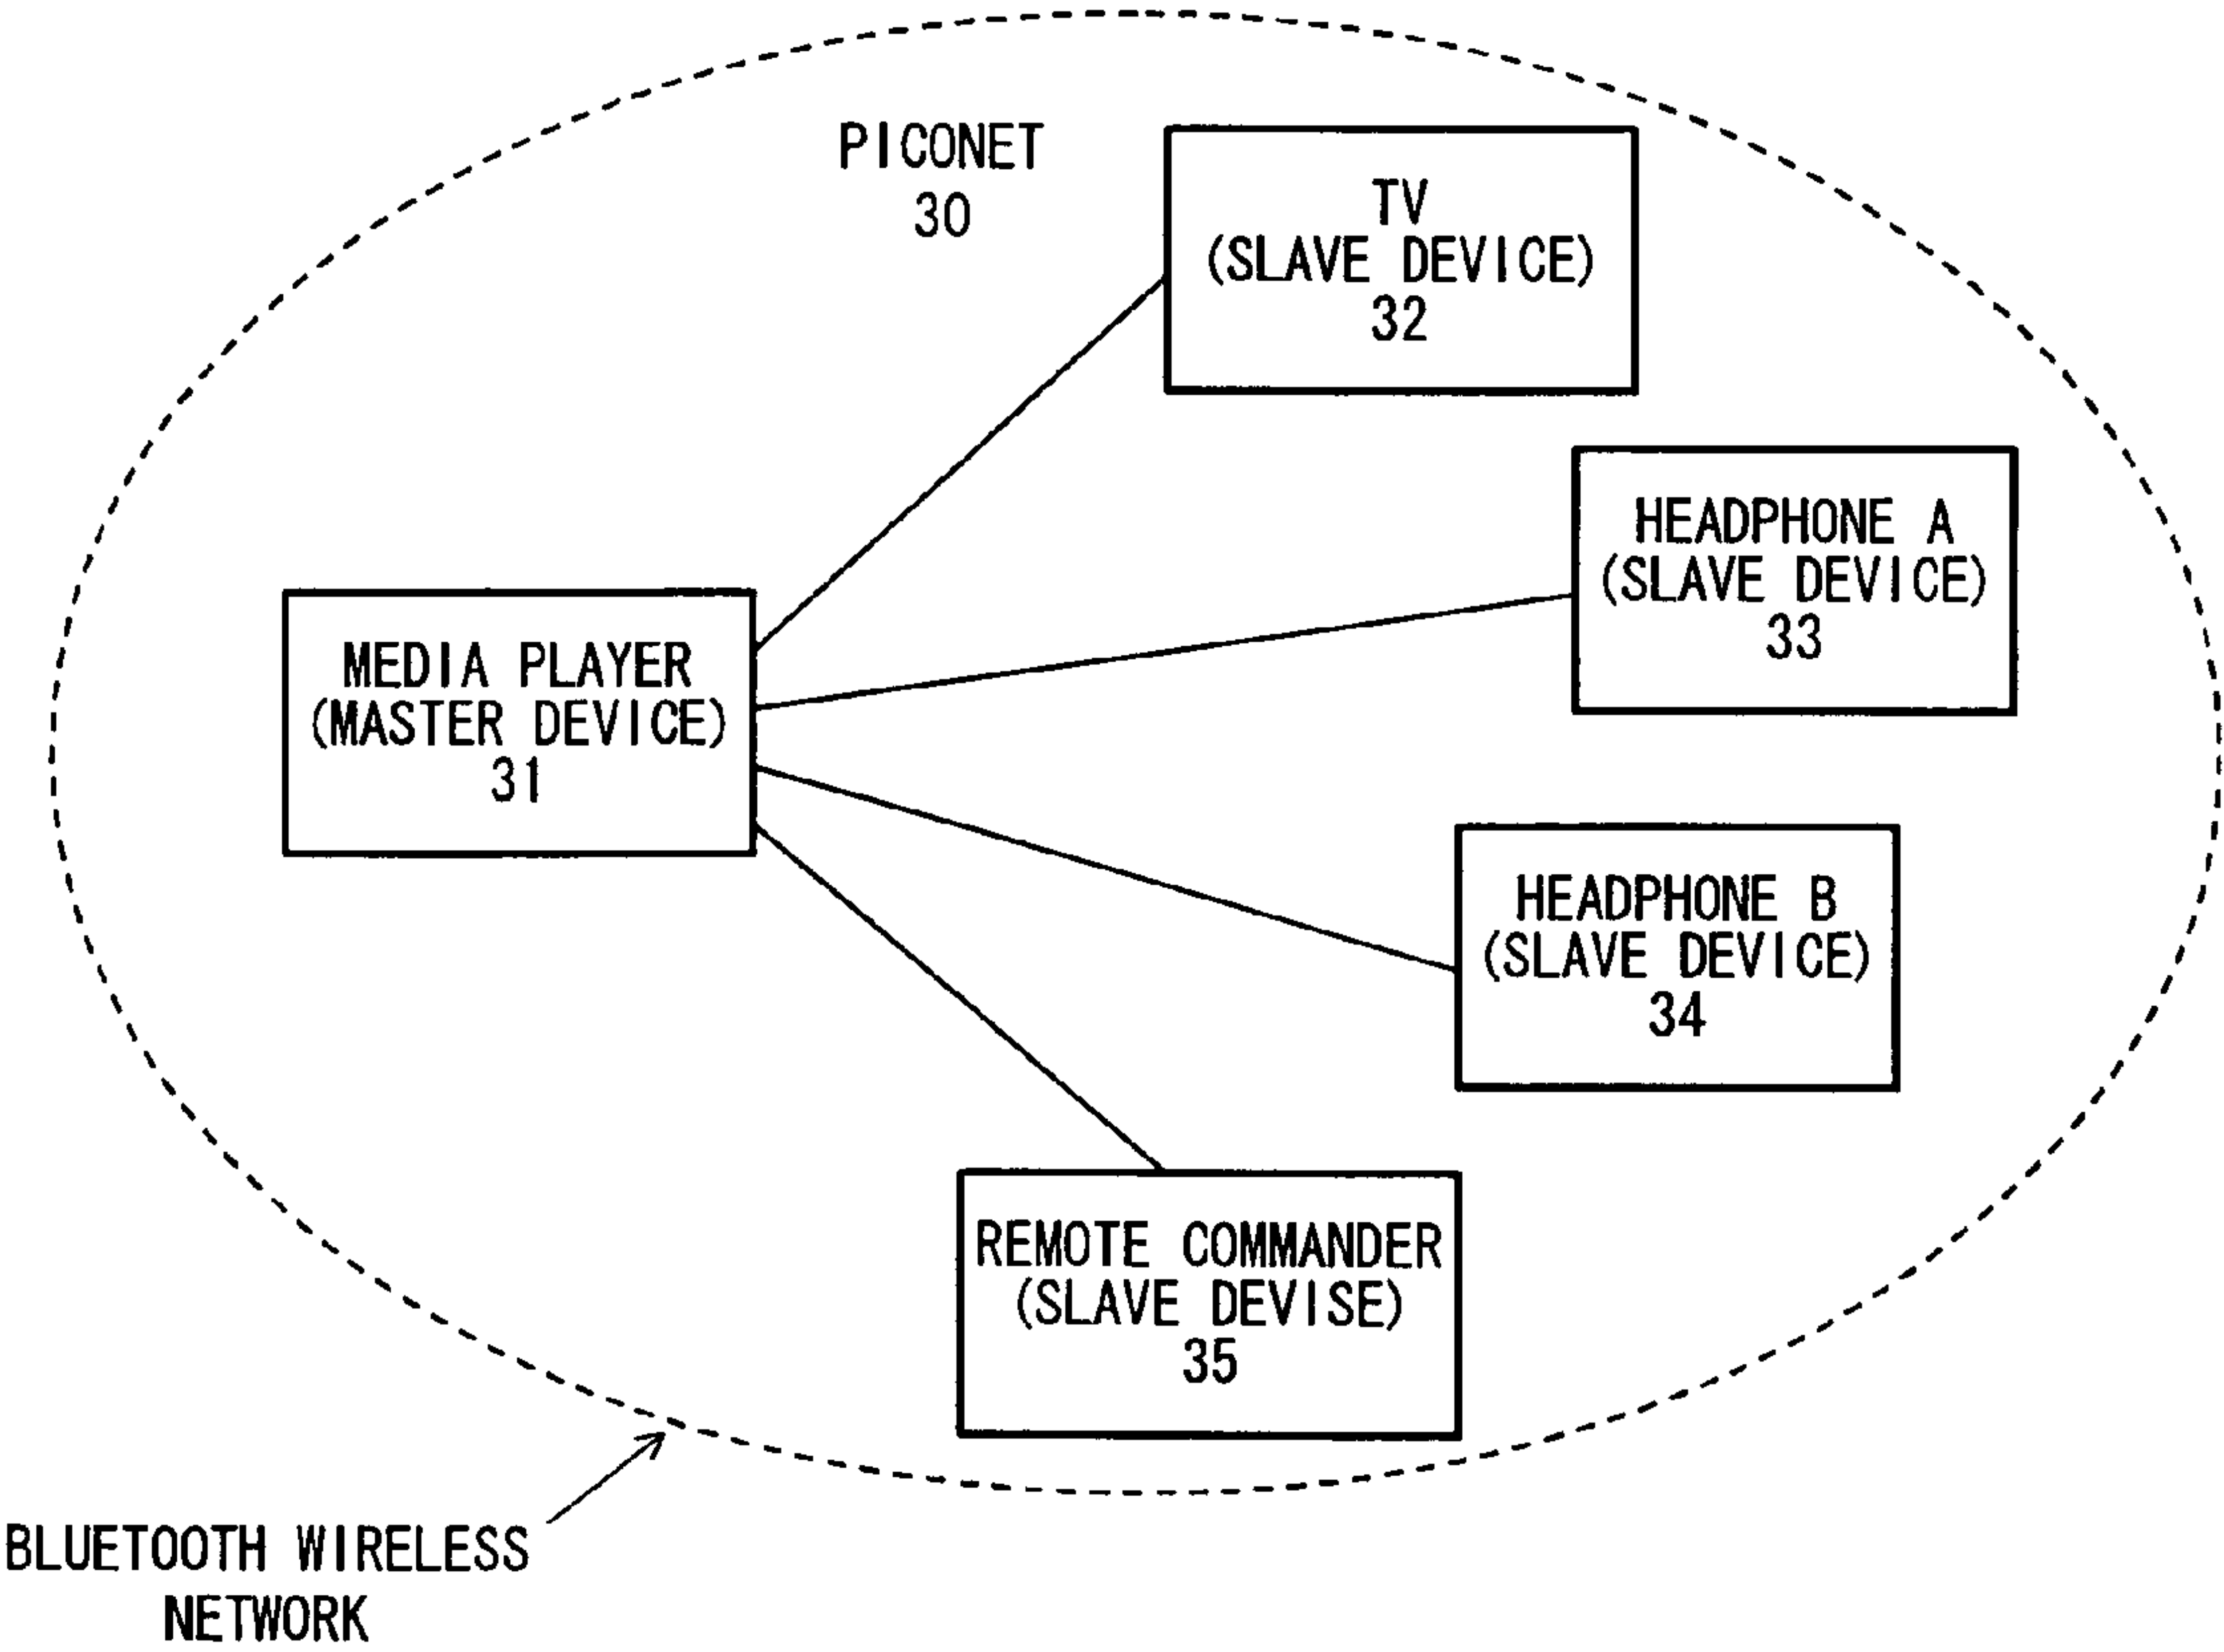 PICONET
30
TV
(SLAVE DEVICE)
32
HEADPHONE A
(SLAVE DEVICE)
33
MEDIA PLAYER
(MASTER DEVICE)
31
HEADPHONE B
(SLAVE DEVICE)
34
REMOTE COMMANDER
(SLAVE DEVISE)
35
BLUETOOTH WIRELESS
NETWORK